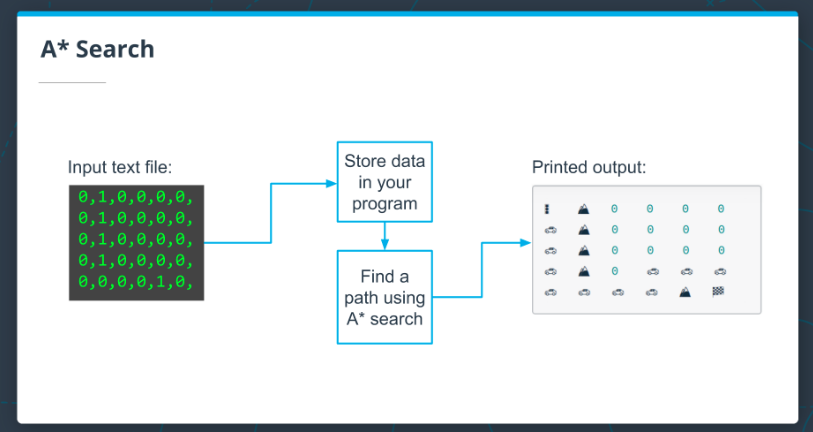 A* Search
Input text file:
0,1,0,0,0,0,
0,1,0,0,0,0,
0,1,0,0,0,0,
0,1,0,0,0,0,
0,0,0,0,1,0,
Store data
in your
program
Find a
path using
A* search
Printed output:
🚦 ⛰ 0 0 0 0
🚗 ⛰ 0 0 0 0
🚗 ⛰ 0 0 0 0
🚗 ⛰ 0 🚗 🚗 🚗
🚗 🚗 🚗 🚗 ⛰ 🏁